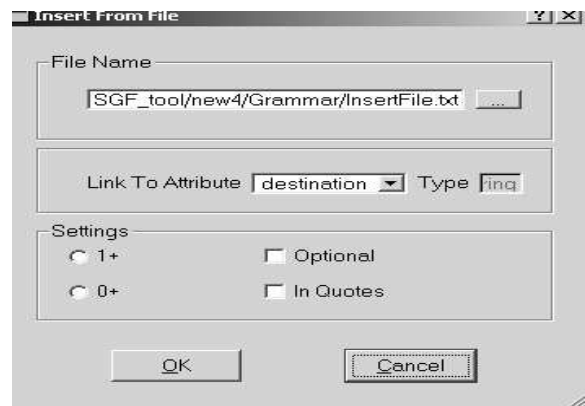 Insert From File
File Name
SGF_tool/new4/Grammar/InsertFile.txt ...
Link To Attribute destination Type ring
Settings
1+ Optional
0+ In Quotes
OK Cancel